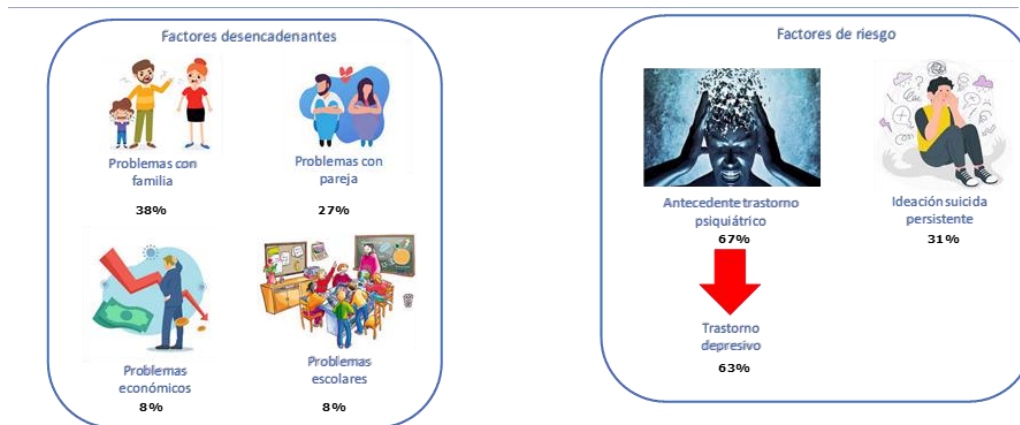 Factores desencadenantes
Problemas con
familia
38%
Problemas con
pareja
27%
Problemas
económicos
8%
Problemas
escolares
8%
Factores de riesgo
Antecedente trastorno
psiquiátrico
67%
Ideación suicida
persistente
31%
Trastorno
depresivo
63%